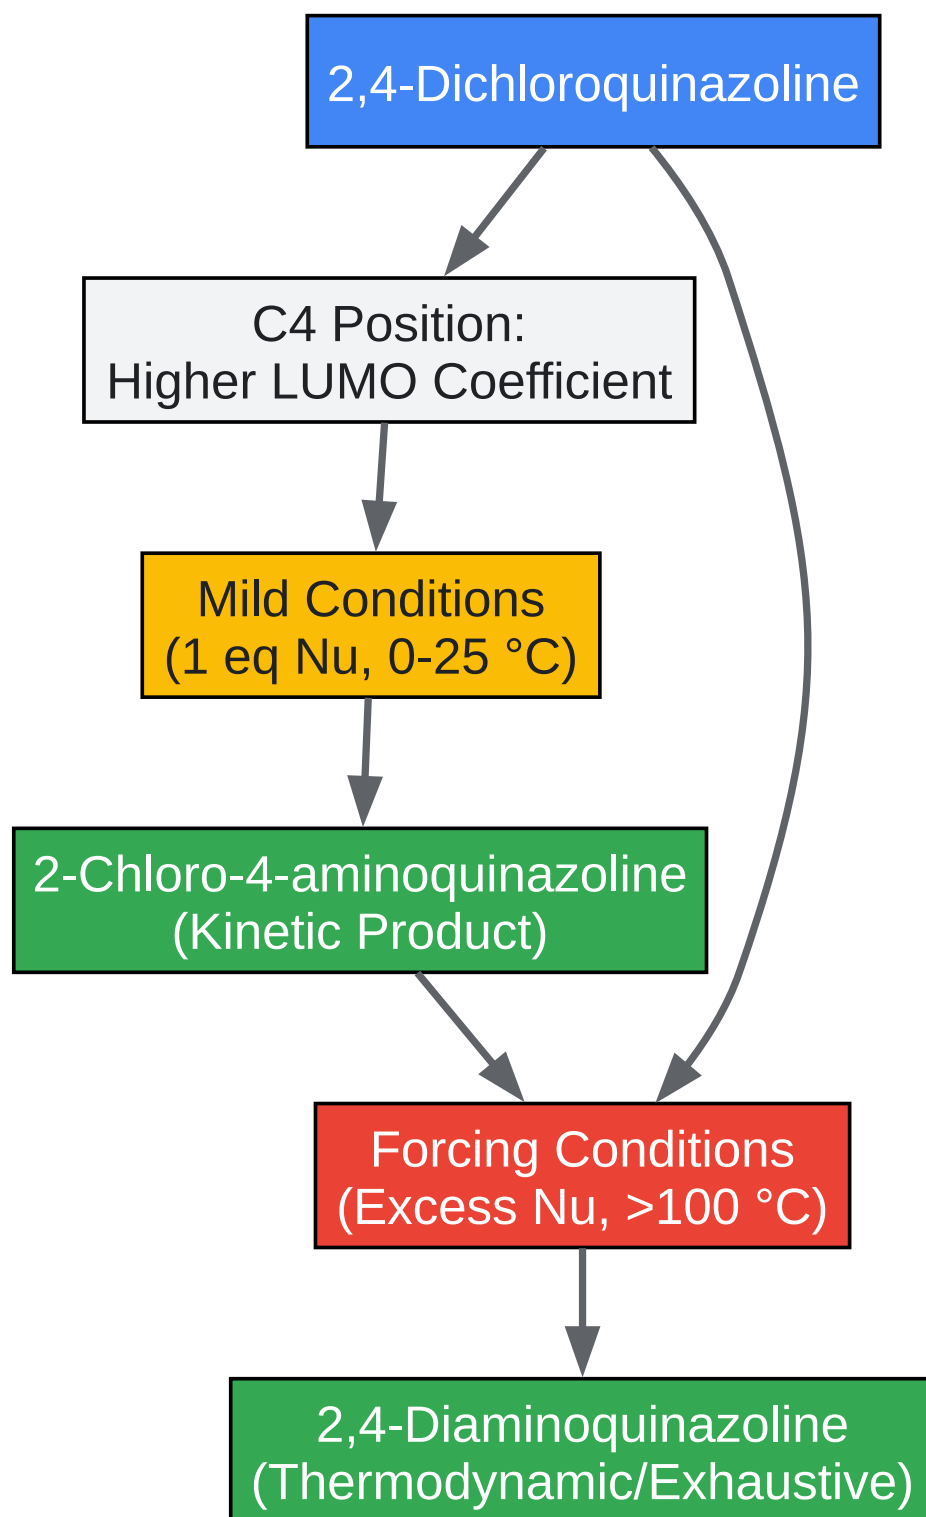 2,4-Dichloroquinazoline
C4 Position:
Higher LUMO Coefficient
Mild Conditions
(1 eq Nu, 0-25 °C)
2-Chloro-4-aminoquinazoline
(Kinetic Product)
Forcing Conditions
(Excess Nu, >100 °C)
2,4-Diaminoquinazoline
(Thermodynamic/Exhaustive)